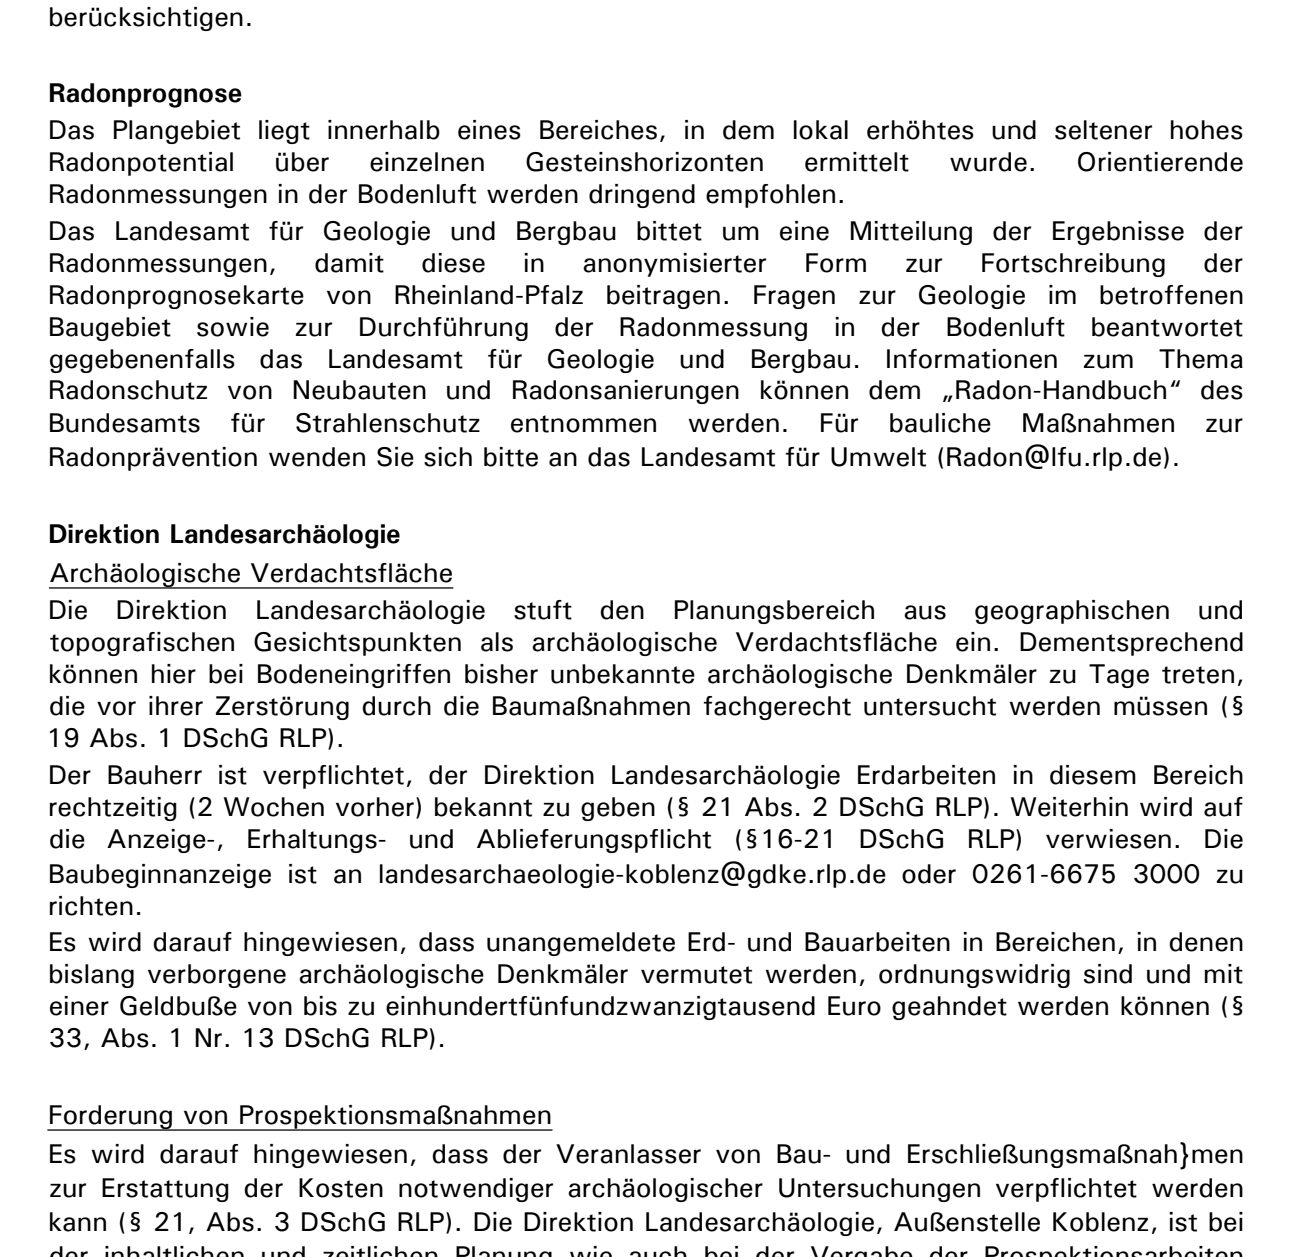 berücksichtigen.
Radonprognose
Das Plangebiet liegt innerhalb eines Bereiches, in dem lokal erhöhtes und seltener hohes
Radonpotential über einzelnen Gesteinshorizonten ermittelt wurde. Orientierende
Radonmessungen in der Bodenluft werden dringend empfohlen.
Das Landesamt für Geologie und Bergbau bittet um eine Mitteilung der Ergebnisse der
Radonmessungen, damit diese in anonymisierter Form zur Fortschreibung der
Radonprognosekarte von Rheinland-Pfalz beitragen. Fragen zur Geologie im betroffenen
Baugebiet sowie zur Durchführung der Radonmessung in der Bodenluft beantwortet
gegebenenfalls das Landesamt für Geologie und Bergbau. Informationen zum Thema
Radonschutz von Neubauten und Radonsanierungen können dem „Radon-Handbuch“ des
Bundesamts für Strahlenschutz entnommen werden. Für bauliche Maßnahmen zur
Radonprävention wenden Sie sich bitte an das Landesamt für Umwelt (Radon@lfu.rlp.de).
Direktion Landesarchäologie
Archäologische Verdachtsfläche
Die Direktion Landesarchäologie stuft den Planungsbereich aus geographischen und
topografischen Gesichtspunkten als archäologische Verdachtsfläche ein. Dementsprechend
können hier bei Bodeneingriffen bisher unbekannte archäologische Denkmäler zu Tage treten,
die vor ihrer Zerstörung durch die Baumaßnahmen fachgerecht untersucht werden müssen (§
19 Abs. 1 DSchG RLP).
Der Bauherr ist verpflichtet, der Direktion Landesarchäologie Erdarbeiten in diesem Bereich
rechtzeitig (2 Wochen vorher) bekannt zu geben (§ 21 Abs. 2 DSchG RLP). Weiterhin wird auf
die Anzeige-, Erhaltungs- und Ablieferungspflicht (§16-21 DSchG RLP) verwiesen. Die
Baubeginnanzeige ist an landesarchaeologie-koblenz@gdke.rlp.de oder 0261-6675 3000 zu
richten.
Es wird darauf hingewiesen, dass unangemeldete Erd- und Bauarbeiten in Bereichen, in denen
bislang verborgene archäologische Denkmäler vermutet werden, ordnungswidrig sind und mit
einer Geldbuße von bis zu einhundertfünfundzwanzigtausend Euro geahndet werden können (§
33, Abs. 1 Nr. 13 DSchG RLP).
Forderung von Prospektionsmaßnahmen
Es wird darauf hingewiesen, dass der Veranlasser von Bau- und Erschließungsmaßnah}men
zur Erstattung der Kosten notwendiger archäologischer Untersuchungen verpflichtet werden
kann (§ 21, Abs. 3 DSchG RLP). Die Direktion Landesarchäologie, Außenstelle Koblenz, ist bei
der inhaltlichen und zeitlichen Planung wie auch bei der Vergabe der Prospektionsarbeiten